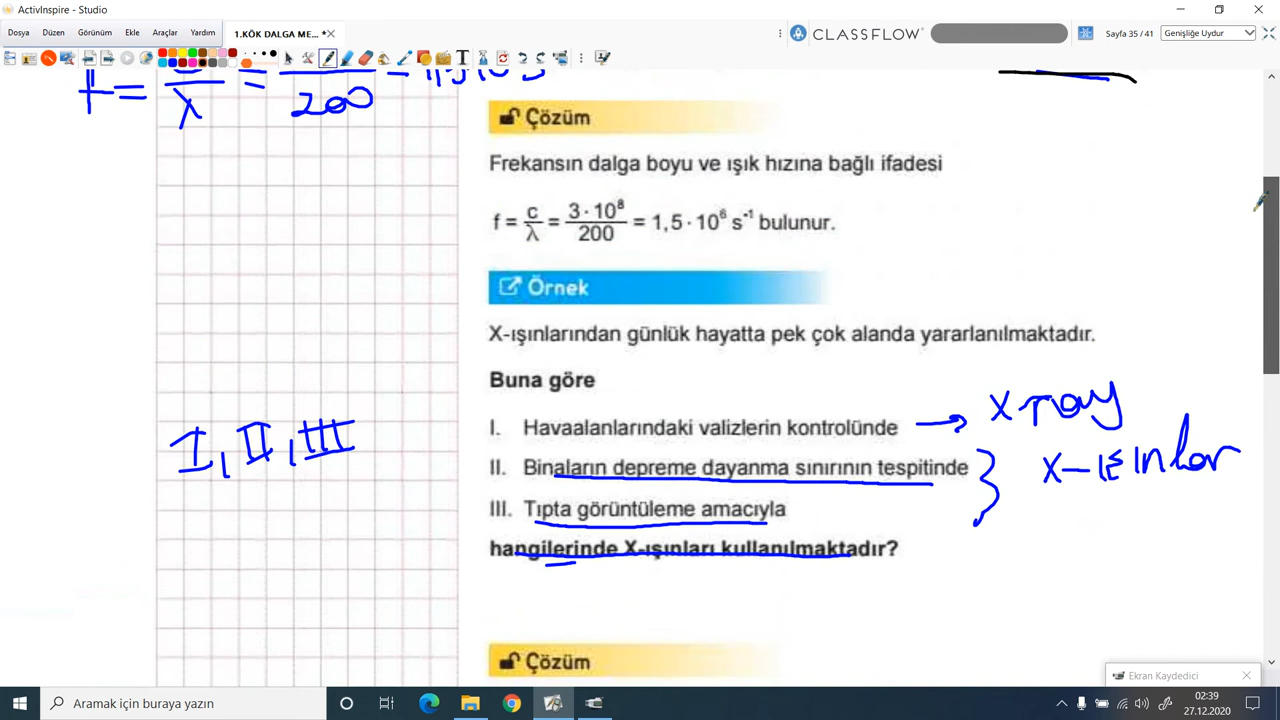 ActivInspire - Studio
Dosya Düzen Görünüm Ekle Araçlar Yardım
1.KÖK DALGA ME... *
CLASSFLOW
Sayfa 35 / 41
Genişliğe Uydur
f = λ = 200
Çözüm
Frekansın dalga boyu ve ışık hızına bağlı ifadesi
f = c/λ = 3 · 10⁸/200 = 1,5 · 10⁶ s⁻¹ bulunur.
Örnek
X-ışınlarından günlük hayatta pek çok alanda yararlanılmaktadır.
Buna göre
I. Havaalanlarındaki valizlerin kontrolünde → x-ray
II. Binaların depreme dayanma sınırının tespitinde
x-ışınlar
III. Tıpta görüntüleme amacıyla
I, II, III
hangilerinde X-ışınları kullanılmaktadır?
Çözüm
Ekran Kaydedici
Aramak için buraya yazın
02:39
27.12.2020